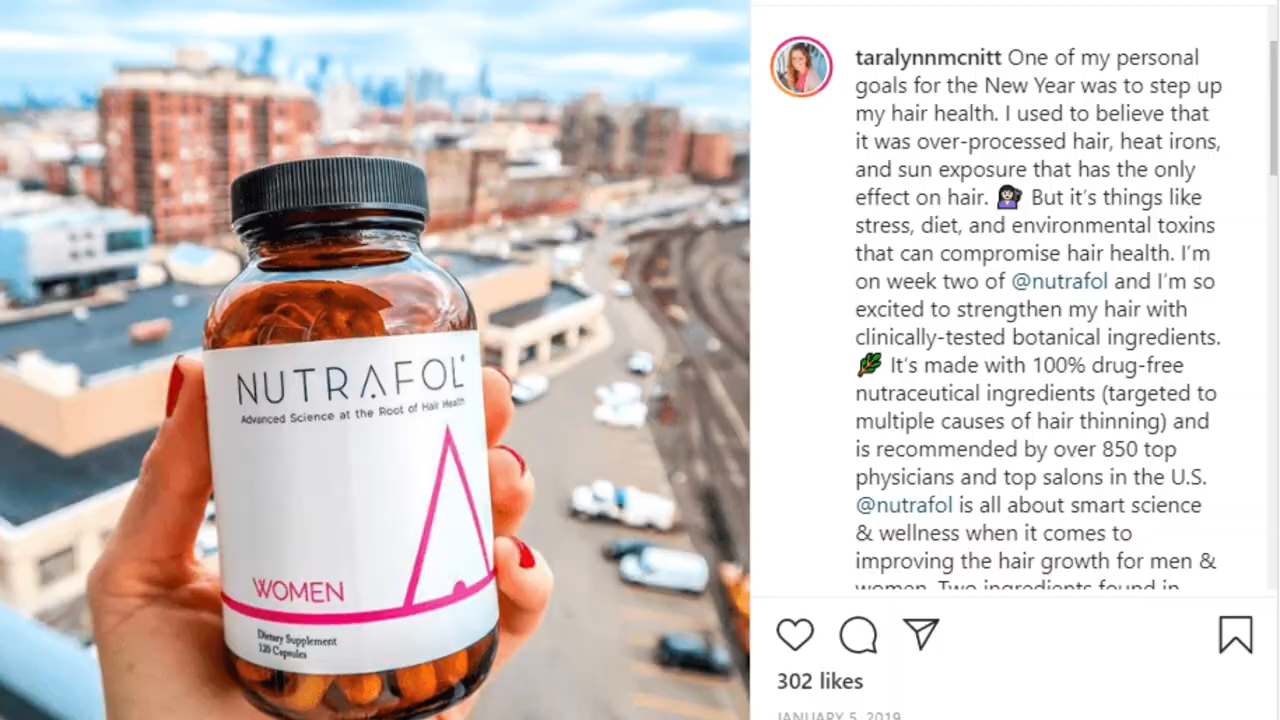 NUTRAFOL®
Advanced Science at the Root of Hair Health
WOMEN
Dietary Supplement
120 Capsules
taralynnmcnitt One of my personal
goals for the New Year was to step up
my hair health. I used to believe that
it was over-processed hair, heat irons,
and sun exposure that has the only
effect on hair. 💆🏻‍♀️ But it's things like
stress, diet, and environmental toxins
that can compromise hair health. I'm
on week two of @nutrafol and I'm so
excited to strengthen my hair with
clinically-tested botanical ingredients.
🌿 It's made with 100% drug-free
nutraceutical ingredients (targeted to
multiple causes of hair thinning) and
is recommended by over 850 top
physicians and top salons in the U.S.
@nutrafol is all about smart science
& wellness when it comes to
improving the hair growth for men &
women. Two ingredients found in
302 likes
JANUARY 5, 2019